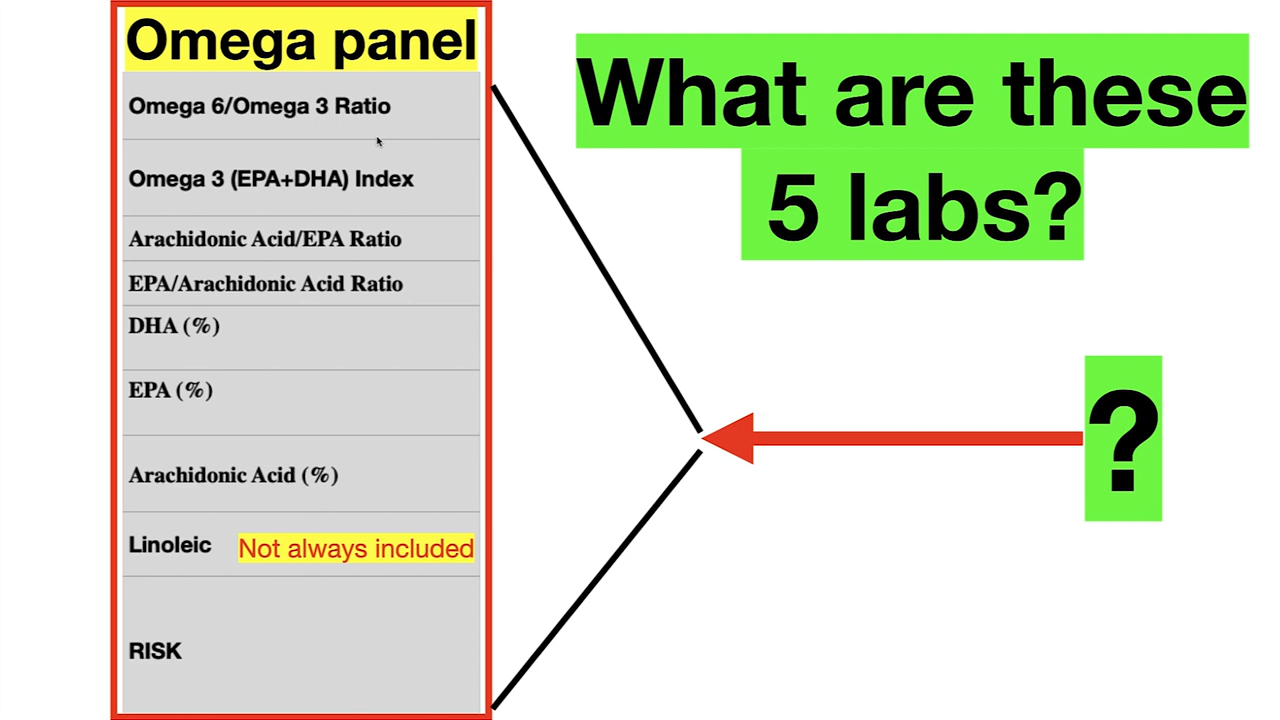 Omega panel
Omega 6/Omega 3 Ratio
Omega 3 (EPA+DHA) Index
Arachidonic Acid/EPA Ratio
EPA/Arachidonic Acid Ratio
DHA (%)
EPA (%)
Arachidonic Acid (%)
Linoleic Not always included
RISK
What are these
5 labs?
?